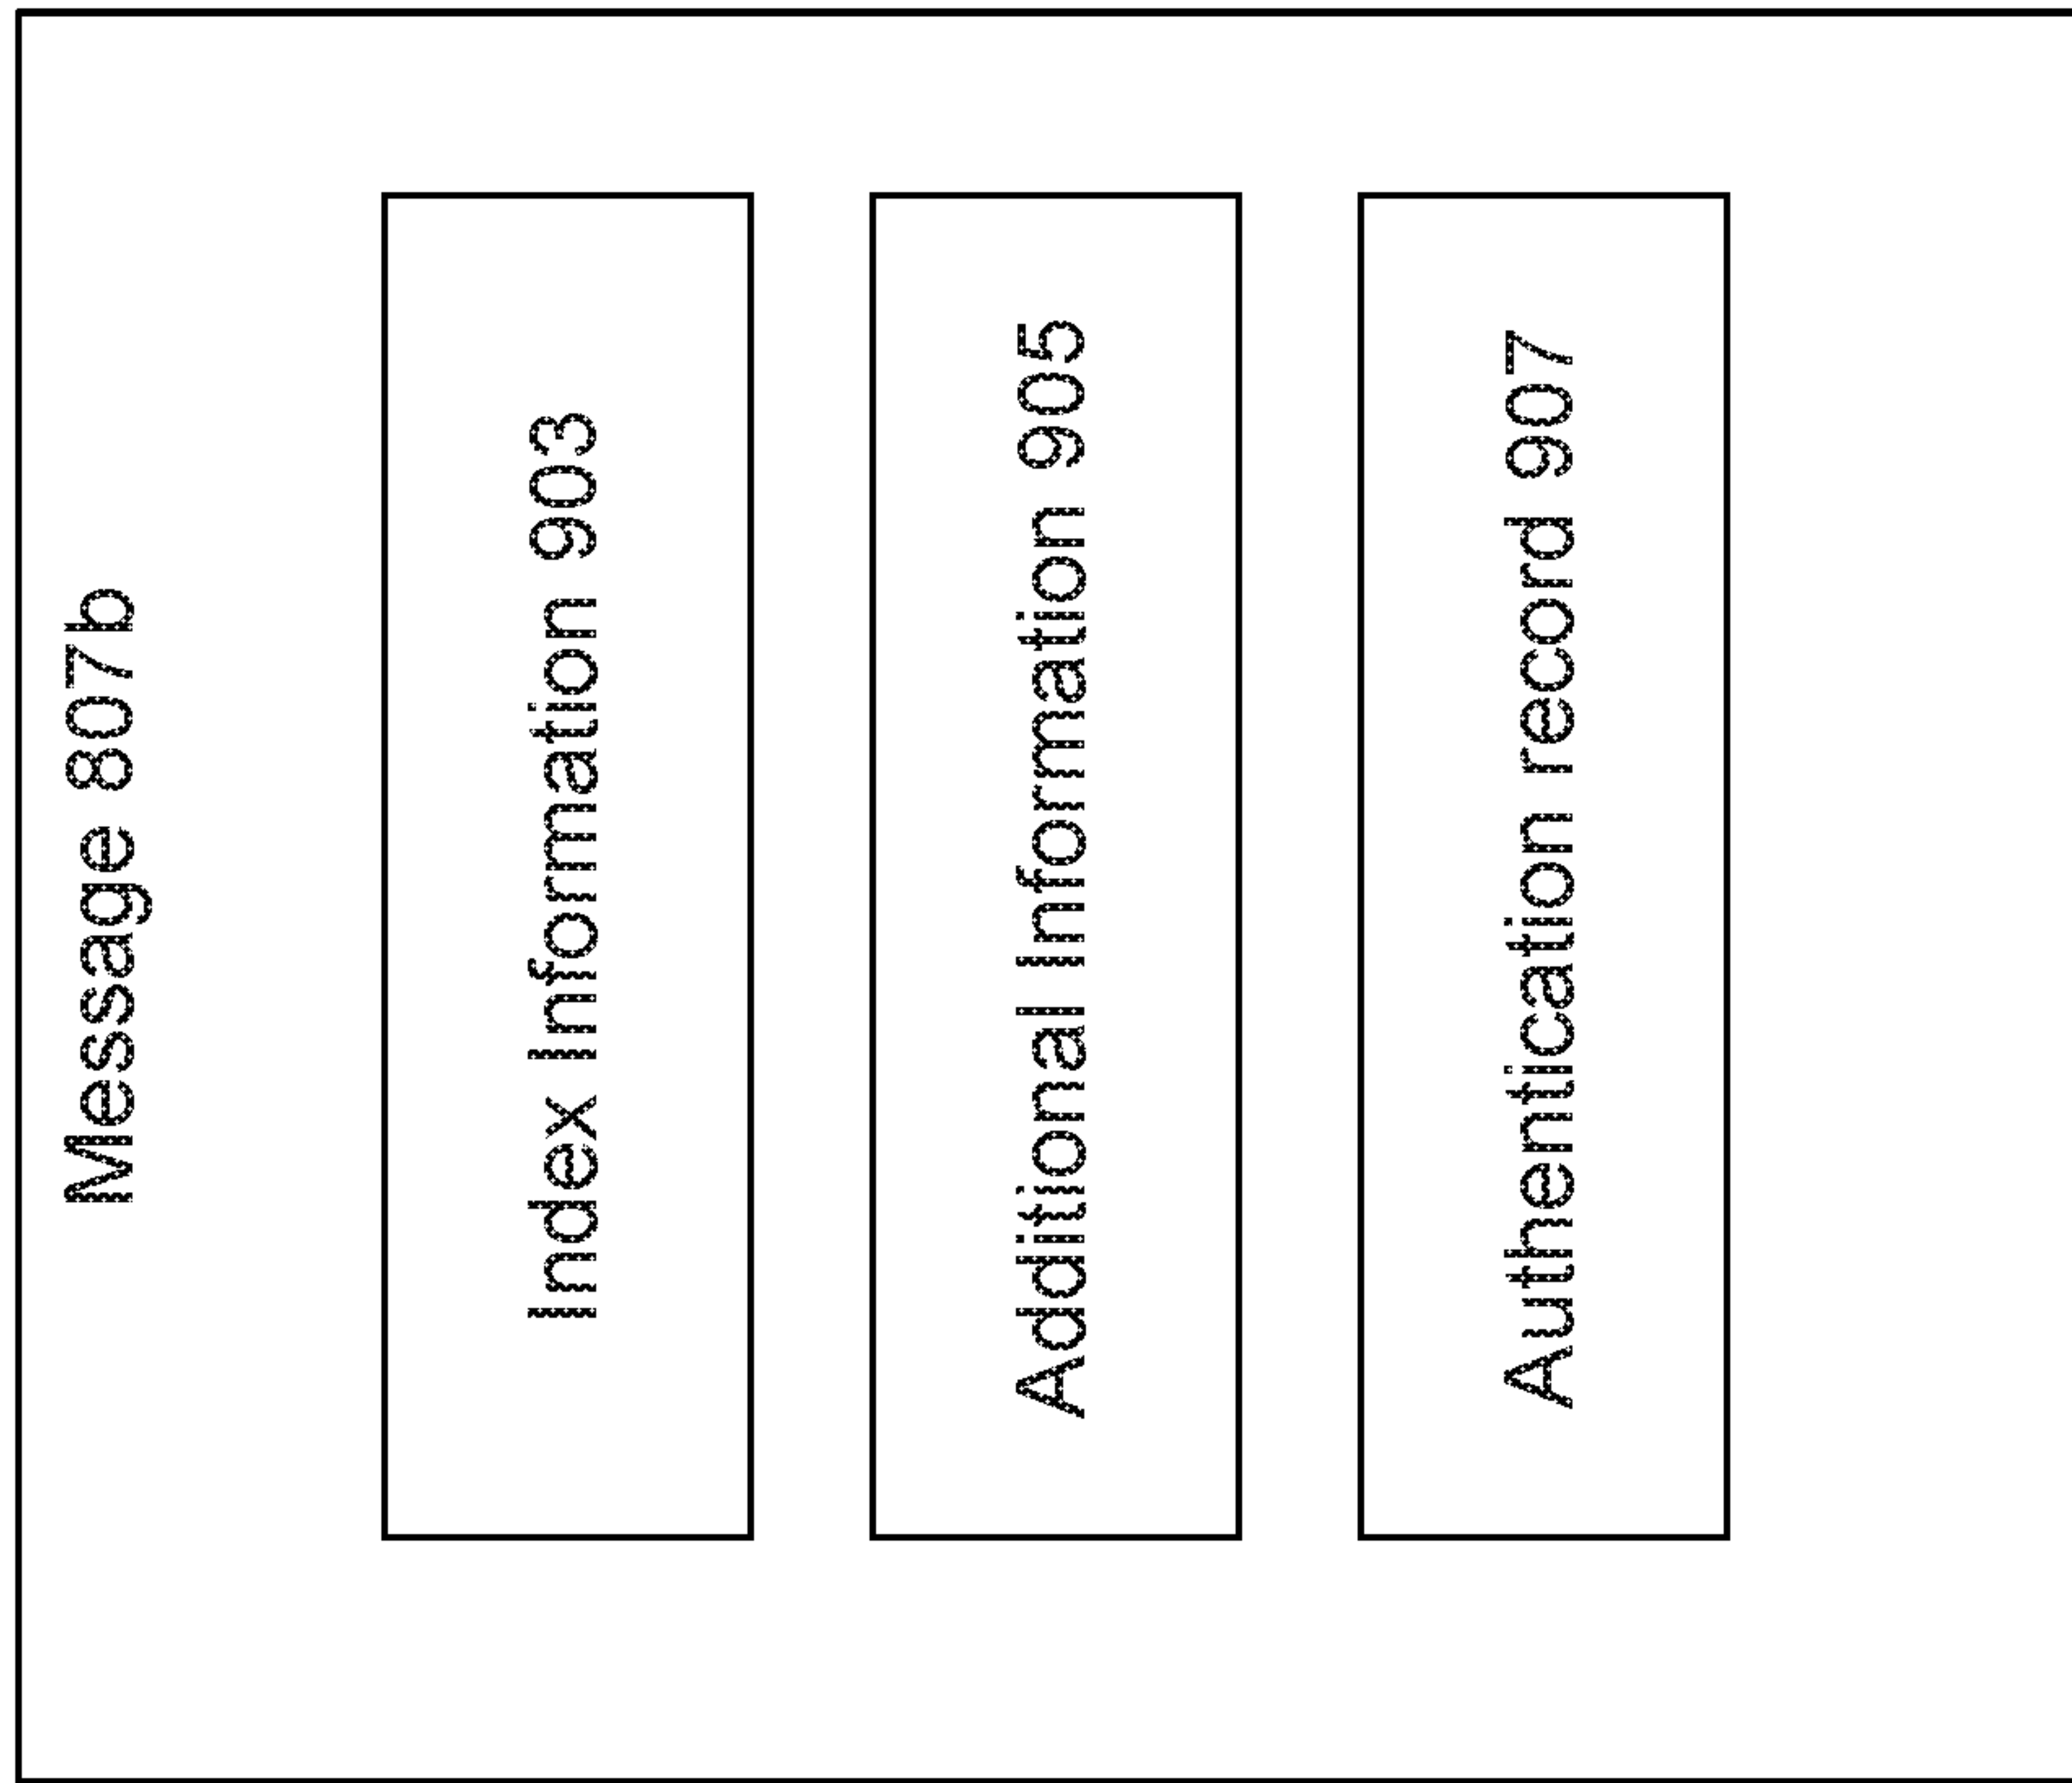 Message 807b
Index Information 903
Additional Information 905
Authentication record 907